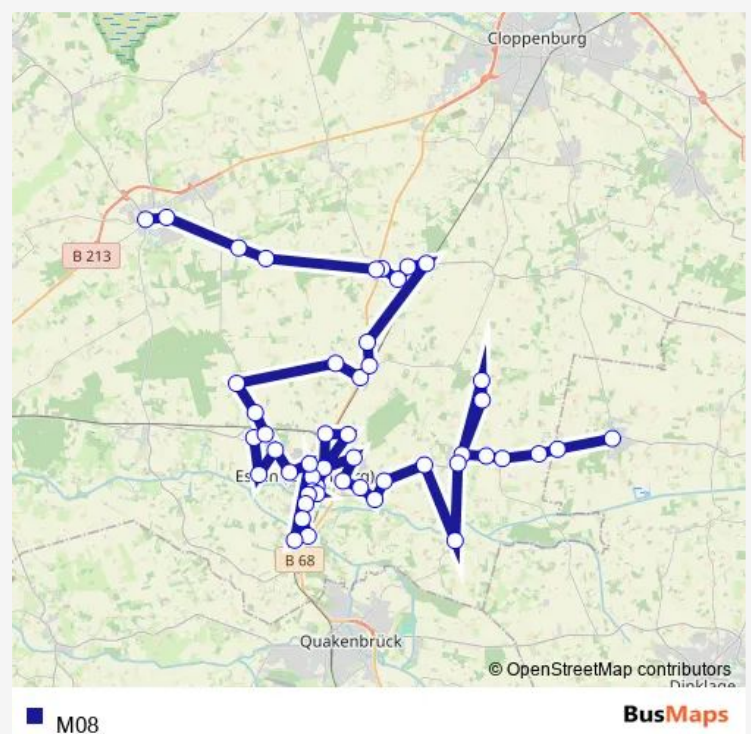 Cloppenburg
B 213
B 68
Quakenbrück
© OpenStreetMap contributors
M08
BusMaps